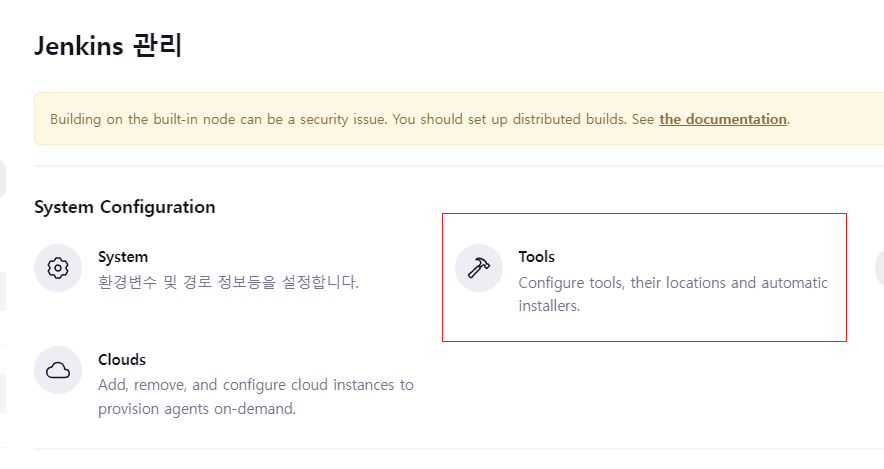 Jenkins 관리
Building on the built-in node can be a security issue. You should set up distributed builds. See the documentation.
System Configuration
System
환경변수 및 경로 정보등을 설정합니다.
Tools
Configure tools, their locations and automatic
installers.
Clouds
Add, remove, and configure cloud instances to
provision agents on-demand.